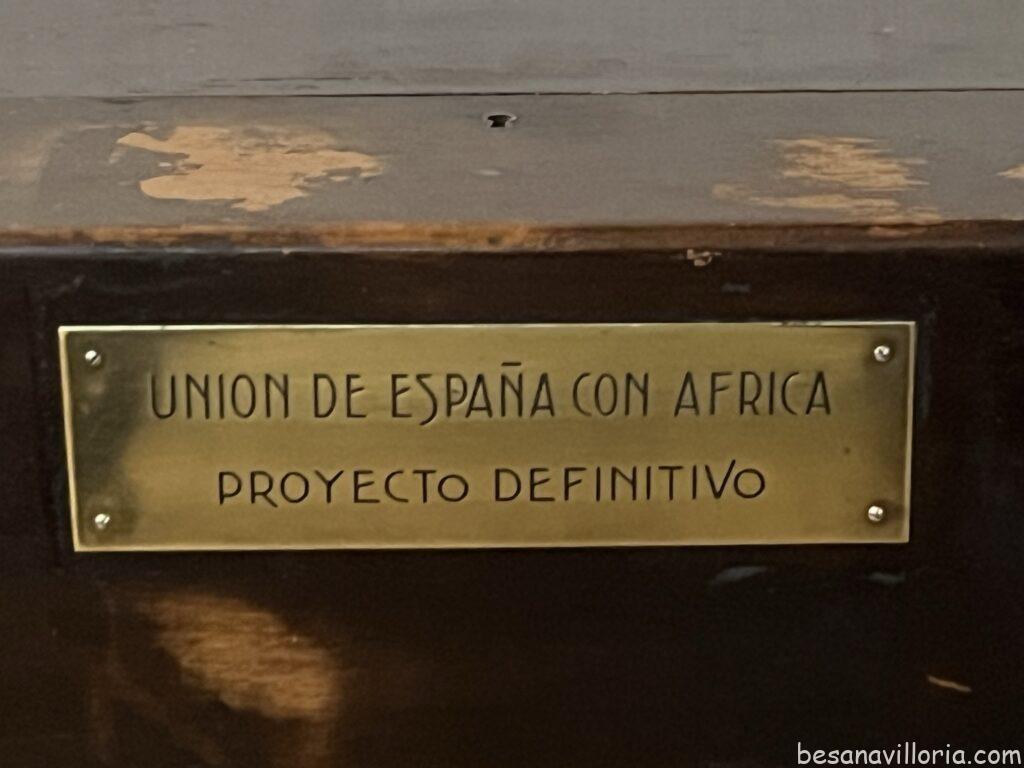 UNION DE ESPAÑA CON AFRICA
PROYECTO DEFINITIVO
besanavilloria.com